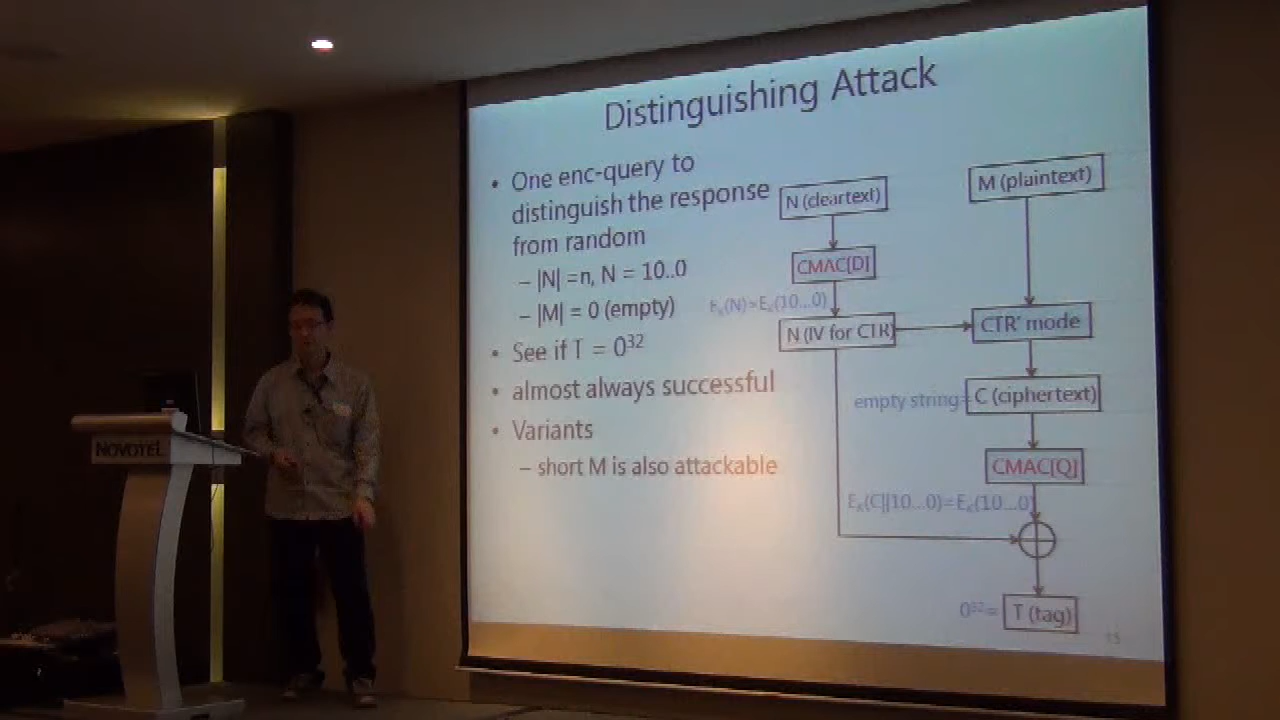 Distinguishing Attack
• One enc-query to
distinguish the response
from random
– |N| =n, N = 10..0
– |M| = 0 (empty)
• See if T = 0³²
• almost always successful
• Variants
– short M is also attackable
N (cleartext)
M (plaintext)
CMAC[D]
Eₖ(N)=Eₖ(10...0)
N (IV for CTR)
CTR' mode
empty string=
C (ciphertext)
CMAC[Q]
Eₖ(C||10...0)=Eₖ(10...0)
0³²=
T (tag)
NOVOTEL